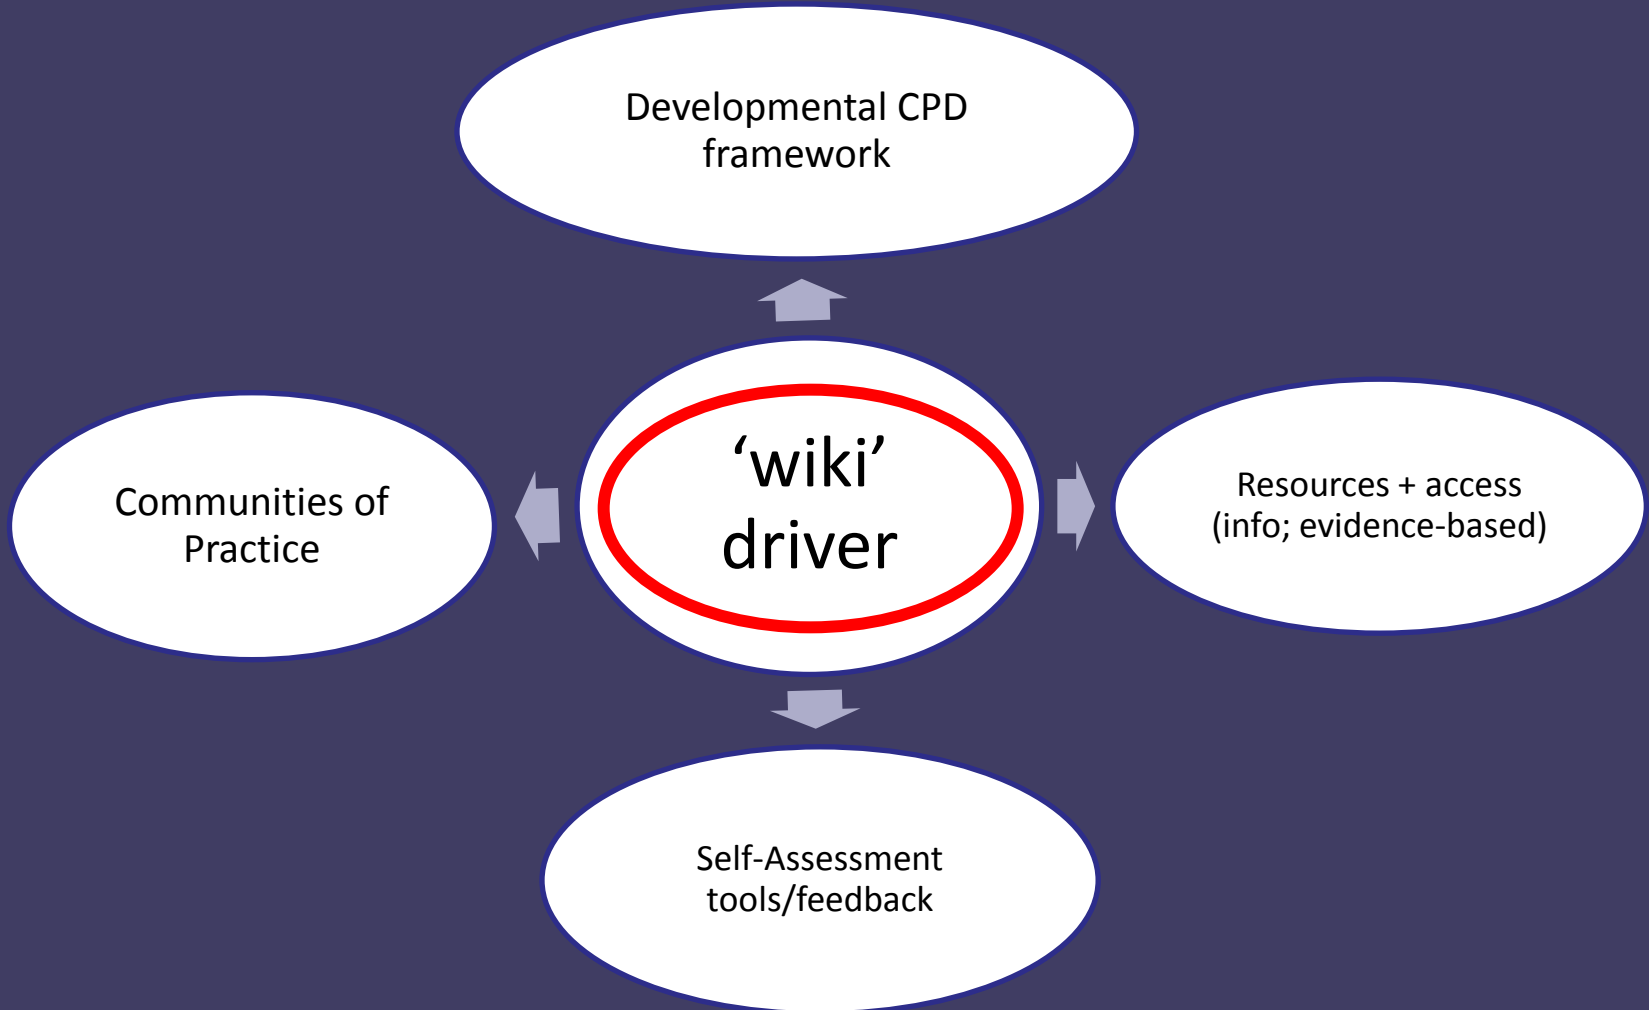 Developmental CPD
framework
Communities of
Practice
‘wiki’
driver
Resources + access
(info; evidence-based)
Self-Assessment
tools/feedback